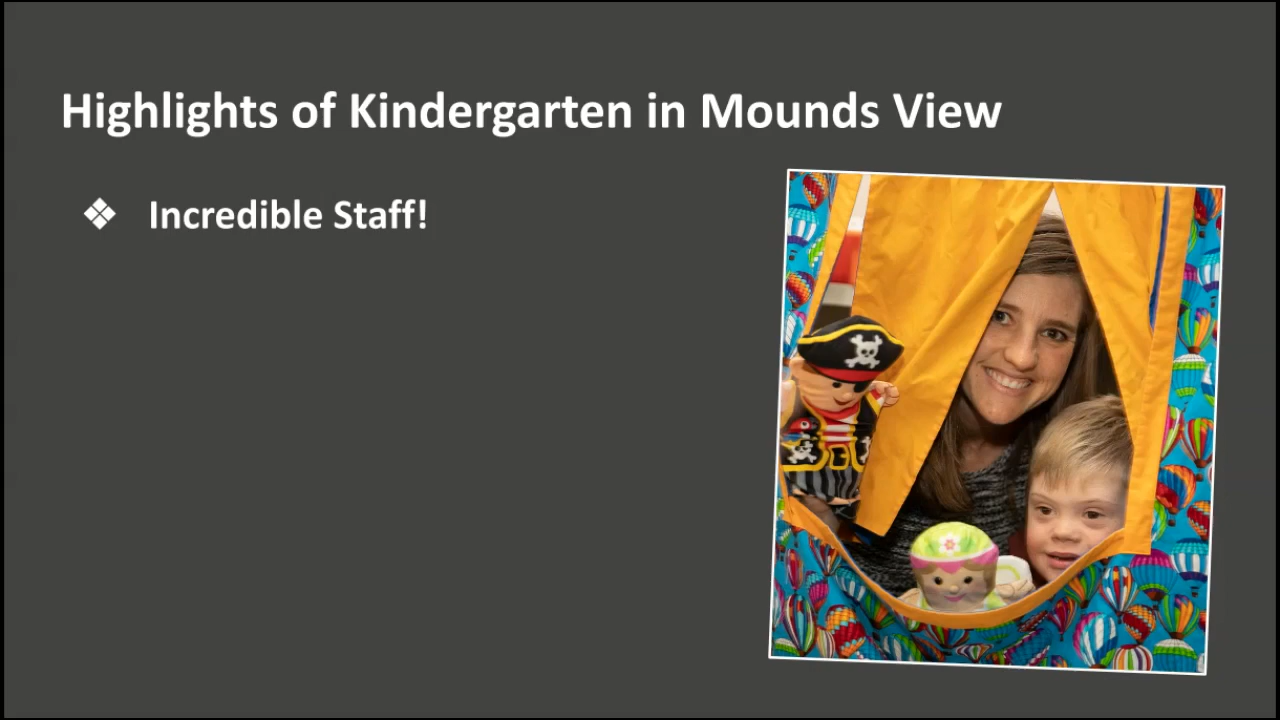 Highlights of Kindergarten in Mounds View
❖ Incredible Staff!